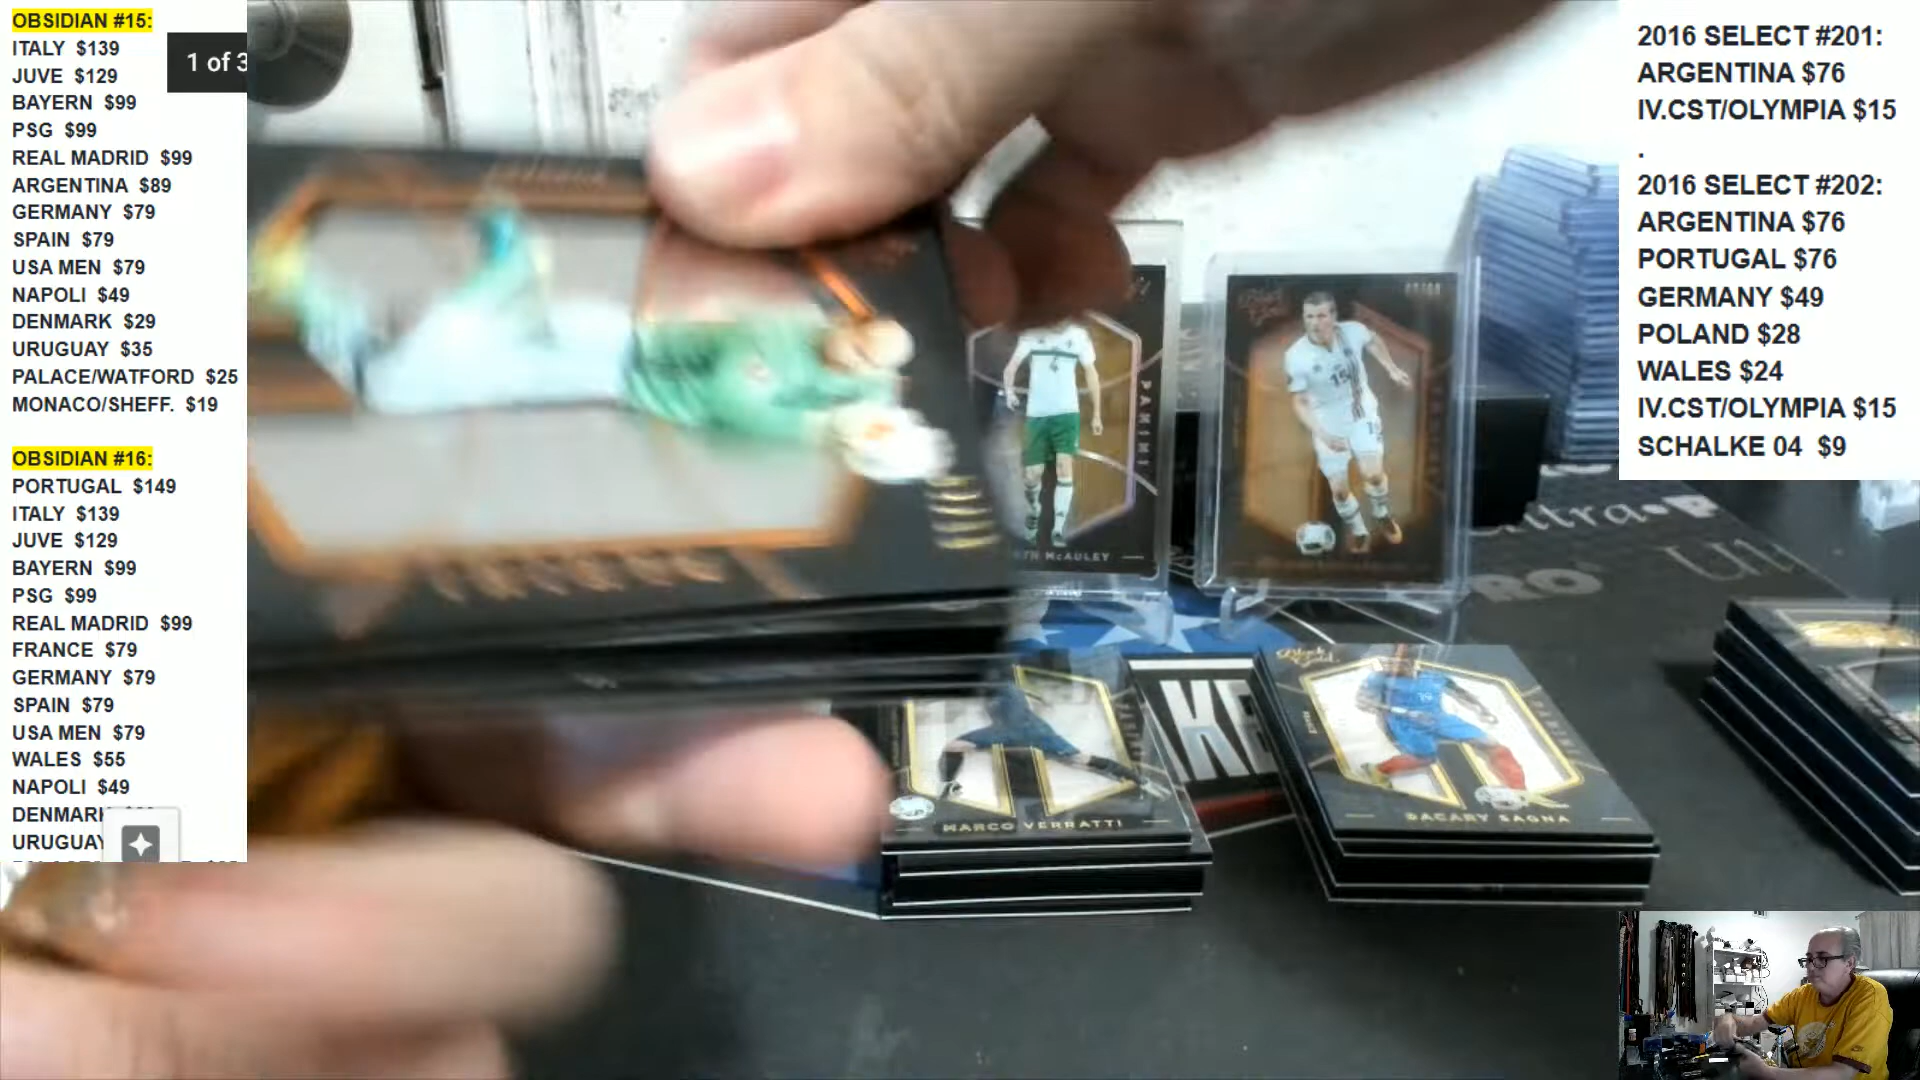 OBSIDIAN #15:
ITALY $139
JUVE $129
BAYERN $99
PSG $99
REAL MADRID $99
ARGENTINA $89
GERMANY $79
SPAIN $79
USA MEN $79
NAPOLI $49
DENMARK $29
URUGUAY $35
PALACE/WATFORD $25
MONACO/SHEFF. $19
OBSIDIAN #16:
PORTUGAL $149
ITALY $139
JUVE $129
BAYERN $99
PSG $99
REAL MADRID $99
FRANCE $79
GERMANY $79
SPAIN $79
USA MEN $79
WALES $55
NAPOLI $49
DENMARK
URUGUAY
1 of 3
2016 SELECT #201:
ARGENTINA $76
IV.CST/OLYMPIA $15
.
2016 SELECT #202:
ARGENTINA $76
PORTUGAL $76
GERMANY $49
POLAND $28
WALES $24
IV.CST/OLYMPIA $15
SCHALKE 04 $9
PANINI
McAULEY
15
Black Gold
MARCO VERRATTI
BACARY SAGNA